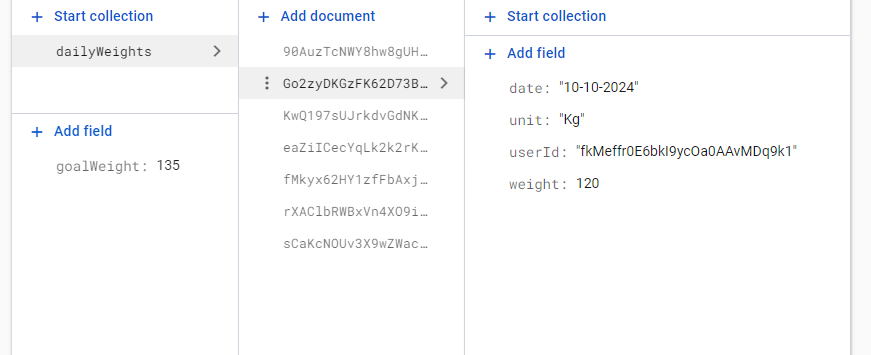 + Start collection
dailyWeights
+ Add field
goalWeight: 135
+ Add document
90AuzTcNWY8hw8gUH…
Go2zyDKGzFK62D73B…
KwQ197sUJrkdvGdNK…
eaZiICecYqLk2k2rK…
fMkyx62HY1zfFbAxj…
rXAClbRWBxVn4XO9i…
sCaKcNOUv3X9wZWac…
+ Start collection
+ Add field
date: "10-10-2024"
unit: "Kg"
userId: "fkMeffr0E6bkI9ycOa0AAvMDq9k1"
weight: 120